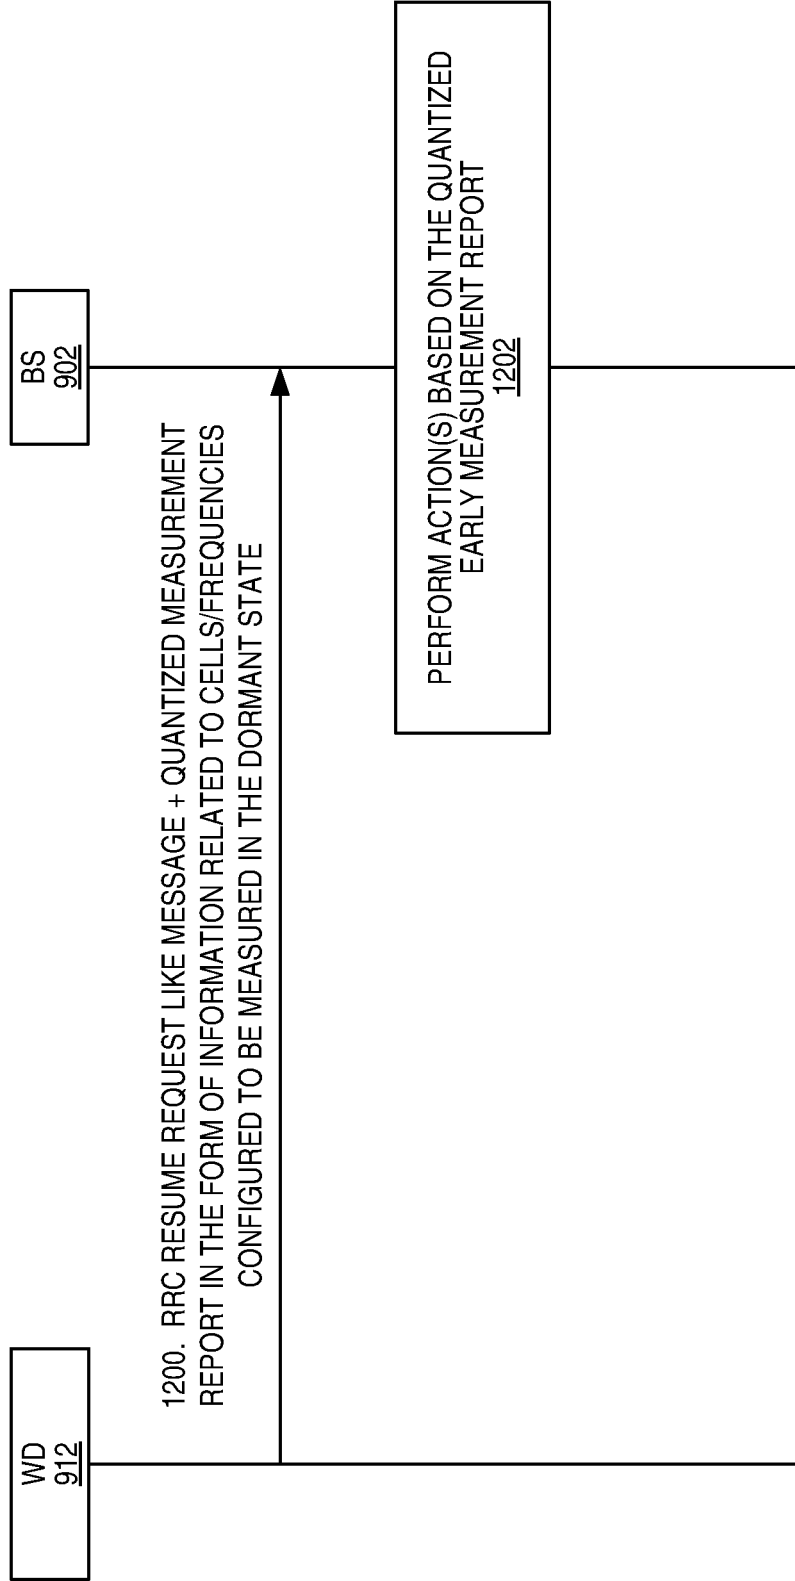 WD
912
BS
902
1200. RRC RESUME REQUEST LIKE MESSAGE + QUANTIZED MEASUREMENT
REPORT IN THE FORM OF INFORMATION RELATED TO CELLS/FREQUENCIES
CONFIGURED TO BE MEASURED IN THE DORMANT STATE
PERFORM ACTION(S) BASED ON THE QUANTIZED
EARLY MEASUREMENT REPORT
1202